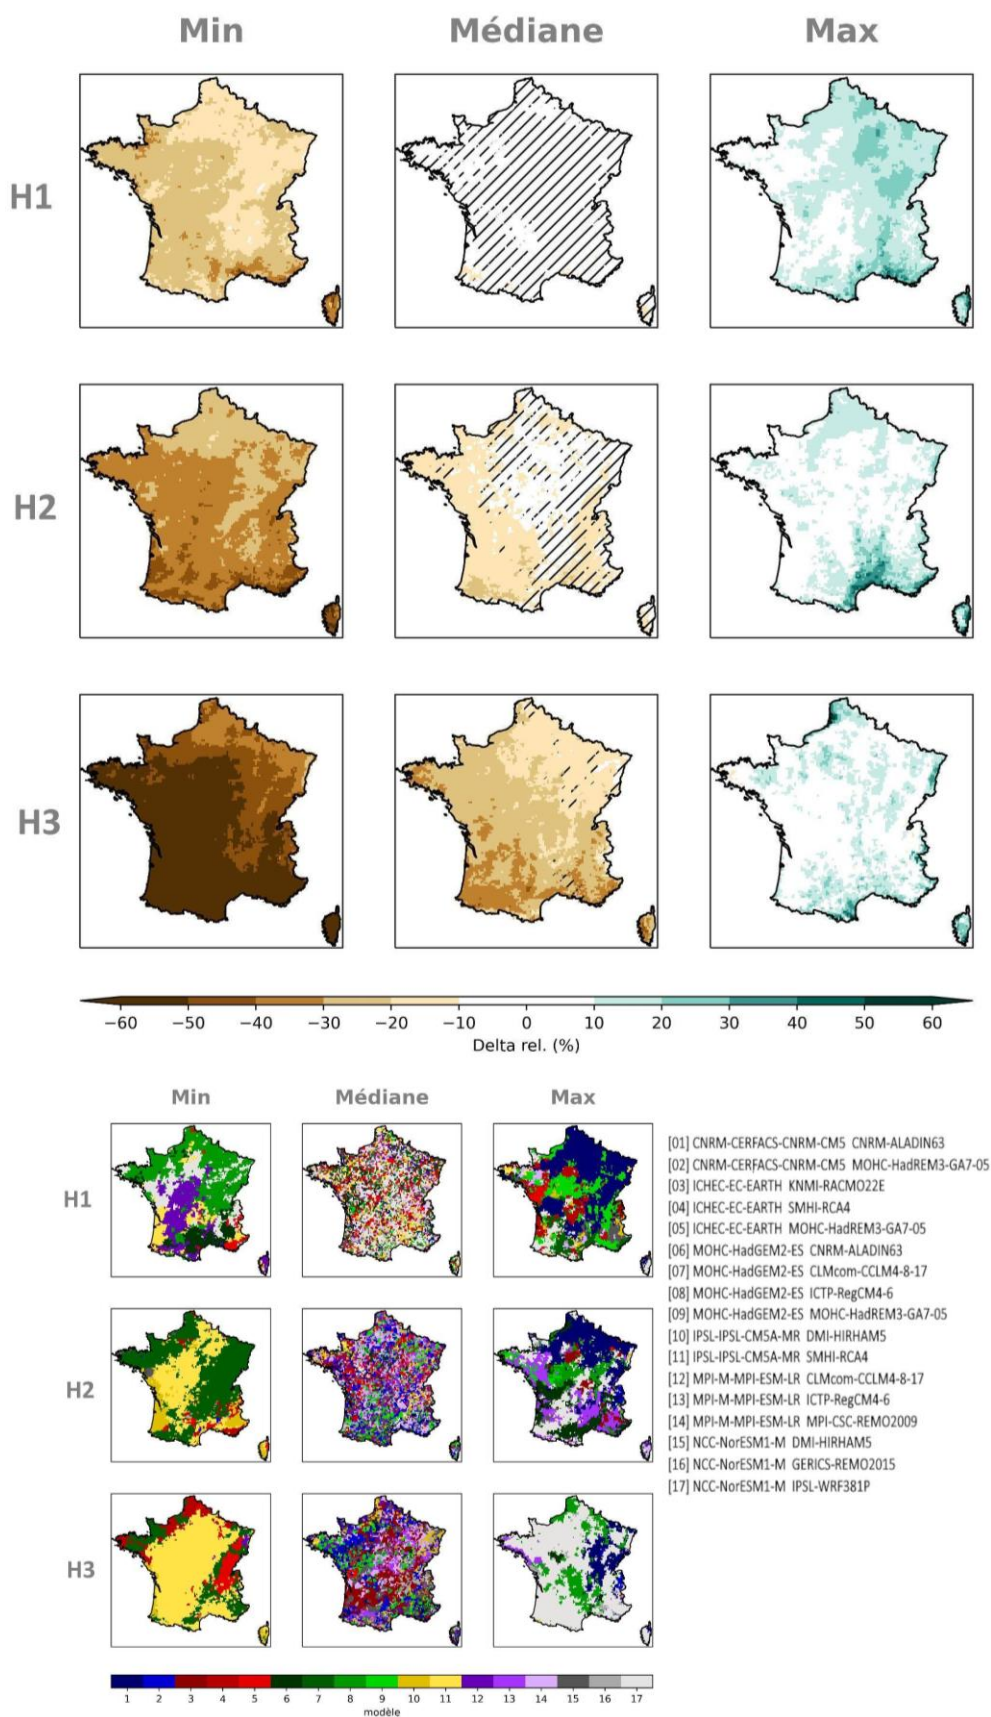 Min Médiane Max
H1
H2
H3
−60 −50 −40 −30 −20 −10 0 10 20 30 40 50 60
Delta rel. (%)
Min Médiane Max
H1
H2
H3
[01] CNRM-CERFACS-CNRM-CM5 CNRM-ALADIN63
[02] CNRM-CERFACS-CNRM-CM5 MOHC-HadREM3-GA7-05
[03] ICHEC-EC-EARTH KNMI-RACMO22E
[04] ICHEC-EC-EARTH SMHI-RCA4
[05] ICHEC-EC-EARTH MOHC-HadREM3-GA7-05
[06] MOHC-HadGEM2-ES CNRM-ALADIN63
[07] MOHC-HadGEM2-ES CLMcom-CCLM4-8-17
[08] MOHC-HadGEM2-ES ICTP-RegCM4-6
[09] MOHC-HadGEM2-ES MOHC-HadREM3-GA7-05
[10] IPSL-IPSL-CM5A-MR DMI-HIRHAM5
[11] IPSL-IPSL-CM5A-MR SMHI-RCA4
[12] MPI-M-MPI-ESM-LR CLMcom-CCLM4-8-17
[13] MPI-M-MPI-ESM-LR ICTP-RegCM4-6
[14] MPI-M-MPI-ESM-LR MPI-CSC-REMO2009
[15] NCC-NorESM1-M DMI-HIRHAM5
[16] NCC-NorESM1-M GERICS-REMO2015
[17] NCC-NorESM1-M IPSL-WRF381P
1 2 3 4 5 6 7 8 9 10 11 12 13 14 15 16 17
modèle